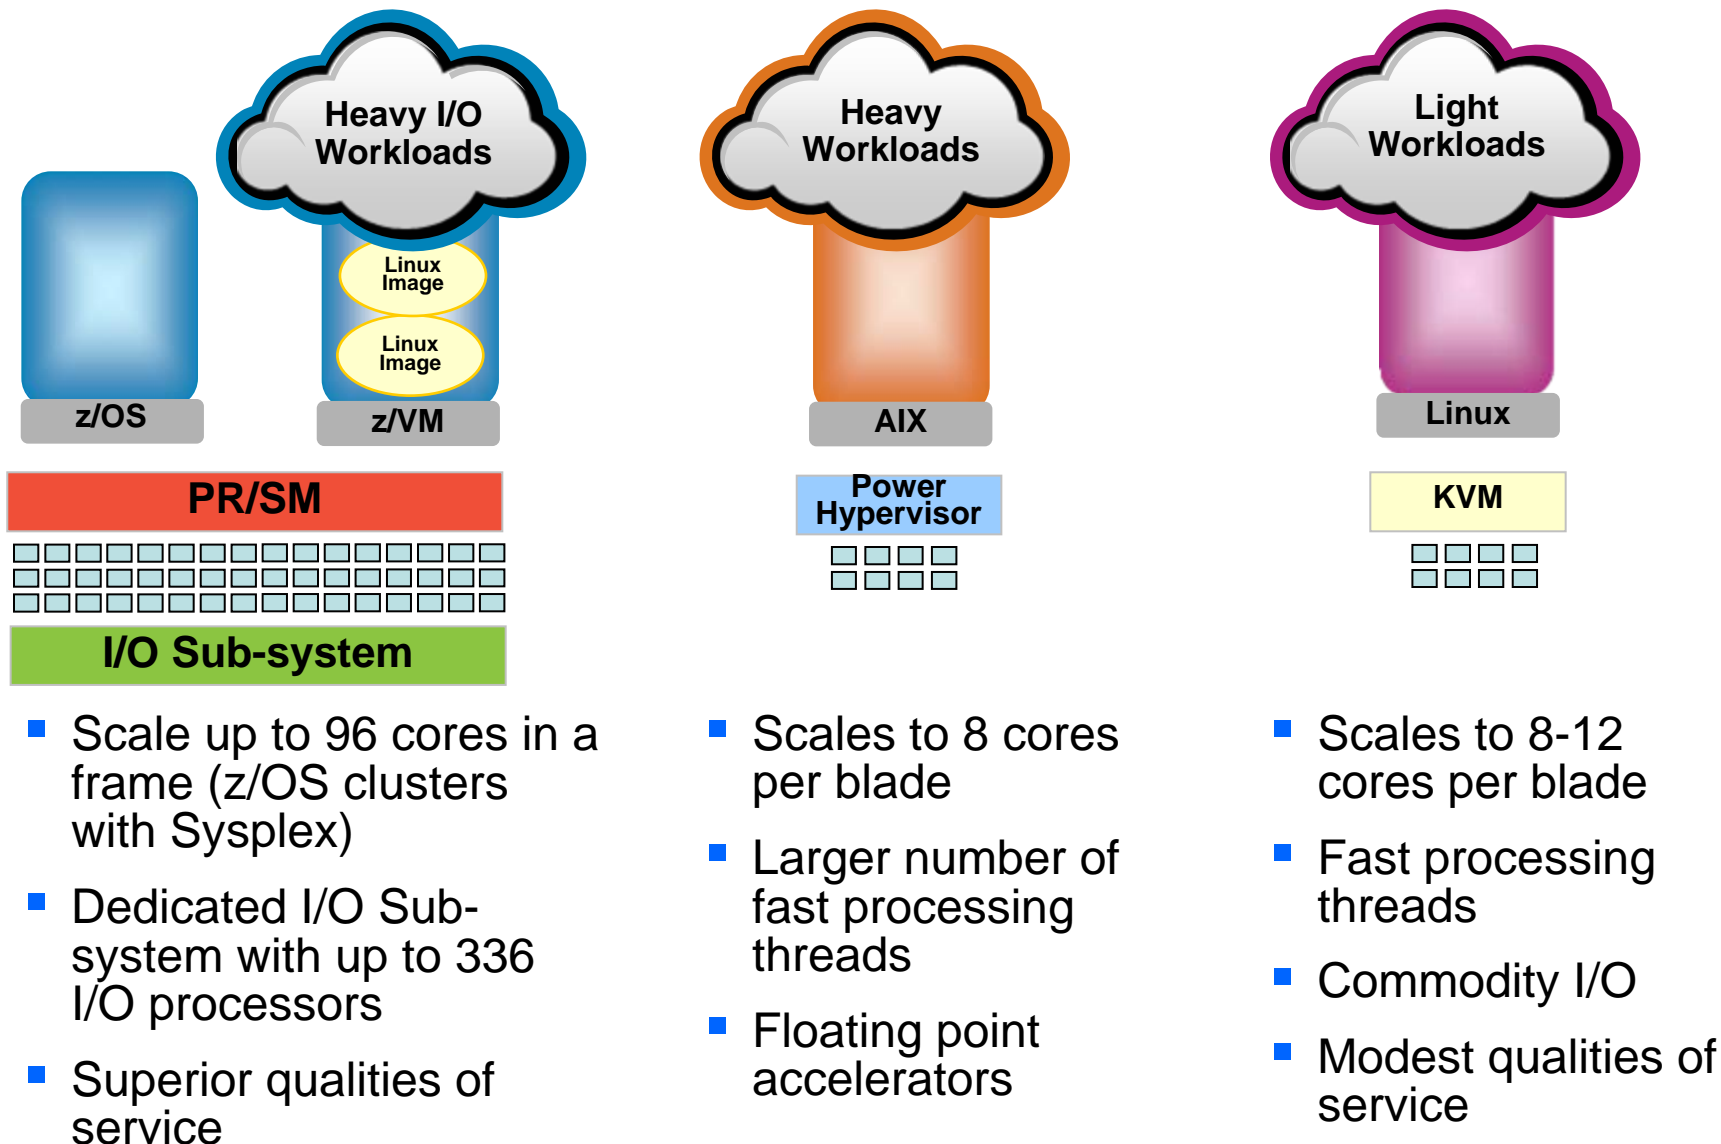 Heavy I/O
Workloads
Linux
Image
Linux
Image
z/OS
z/VM
PR/SM
I/O Sub-system
Scale up to 96 cores in a
frame (z/OS clusters
with Sysplex)
Dedicated I/O Sub-
system with up to 336
I/O processors
Superior qualities of
service
Heavy
Workloads
AIX
Power
Hypervisor
Scales to 8 cores
per blade
Larger number of
fast processing
threads
Floating point
accelerators
Light
Workloads
Linux
KVM
Scales to 8-12
cores per blade
Fast processing
threads
Commodity I/O
Modest qualities of
service